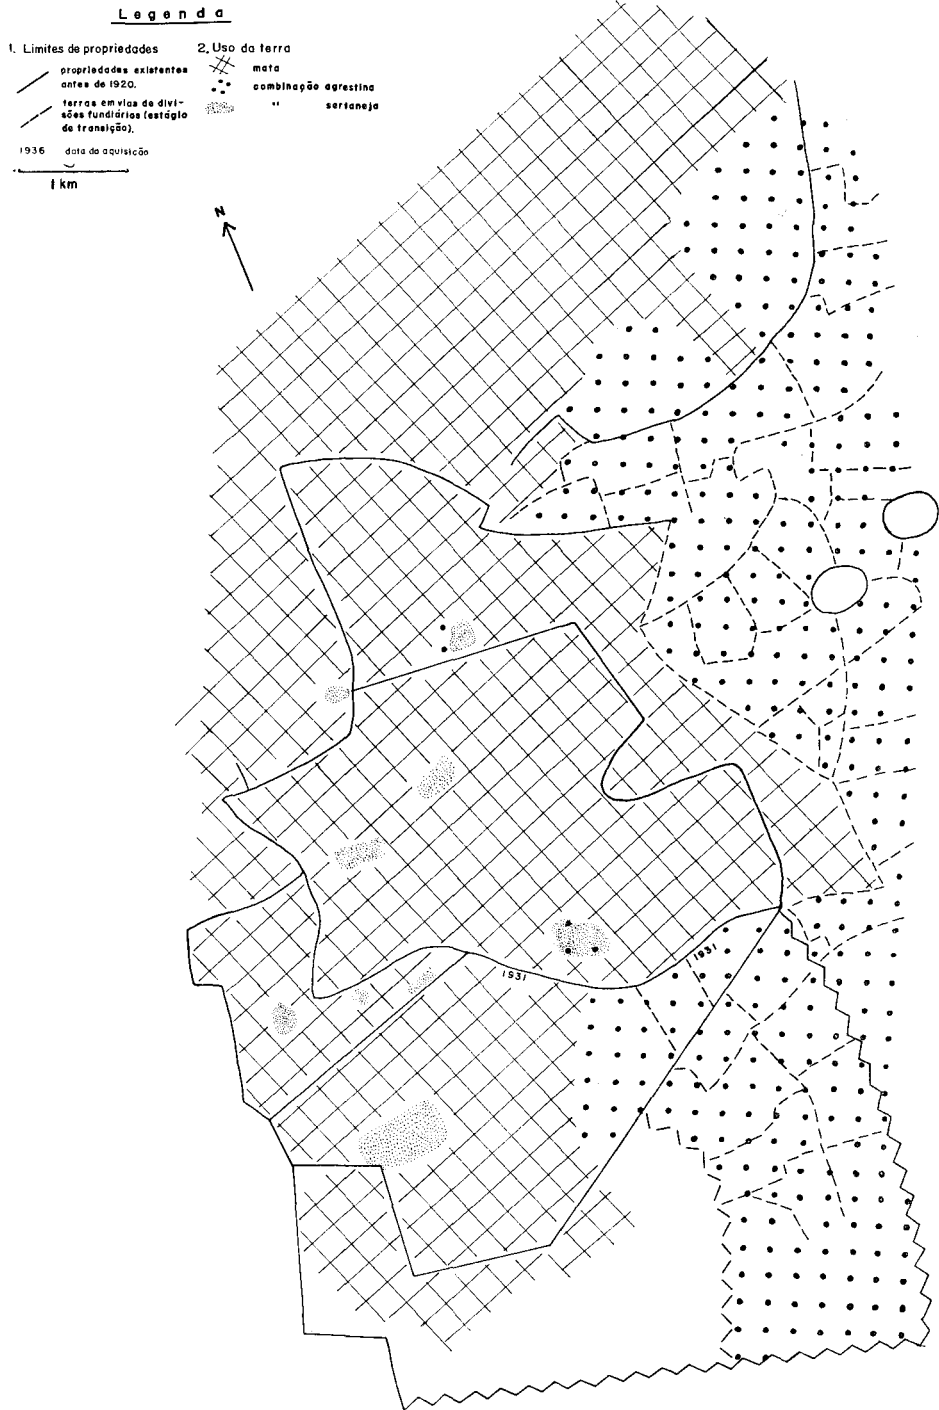 Legenda
1. Limites de propriedades
propriedades existentes
antes de 1920.
terras em vias de divi-
sões fundiárias (estágio
de transição).
1936 data da aquisição
1 km
2. Uso da terra
mata
combinação agrestina
" sertaneja
N
1931
1931